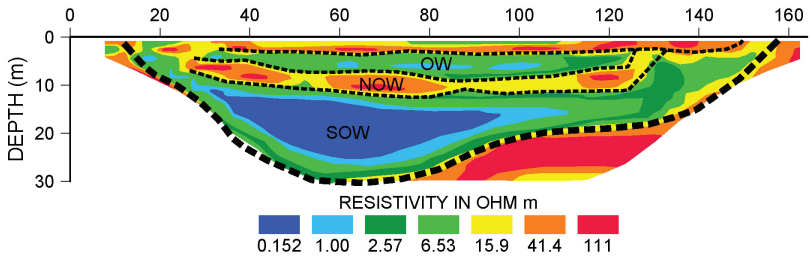 0 20 40 60 80 100 120 140 160
DEPTH (m)
0
10
20
30
OW
NOW
SOW
RESISTIVITY IN OHM m
0.152 1.00 2.57 6.53 15.9 41.4 111